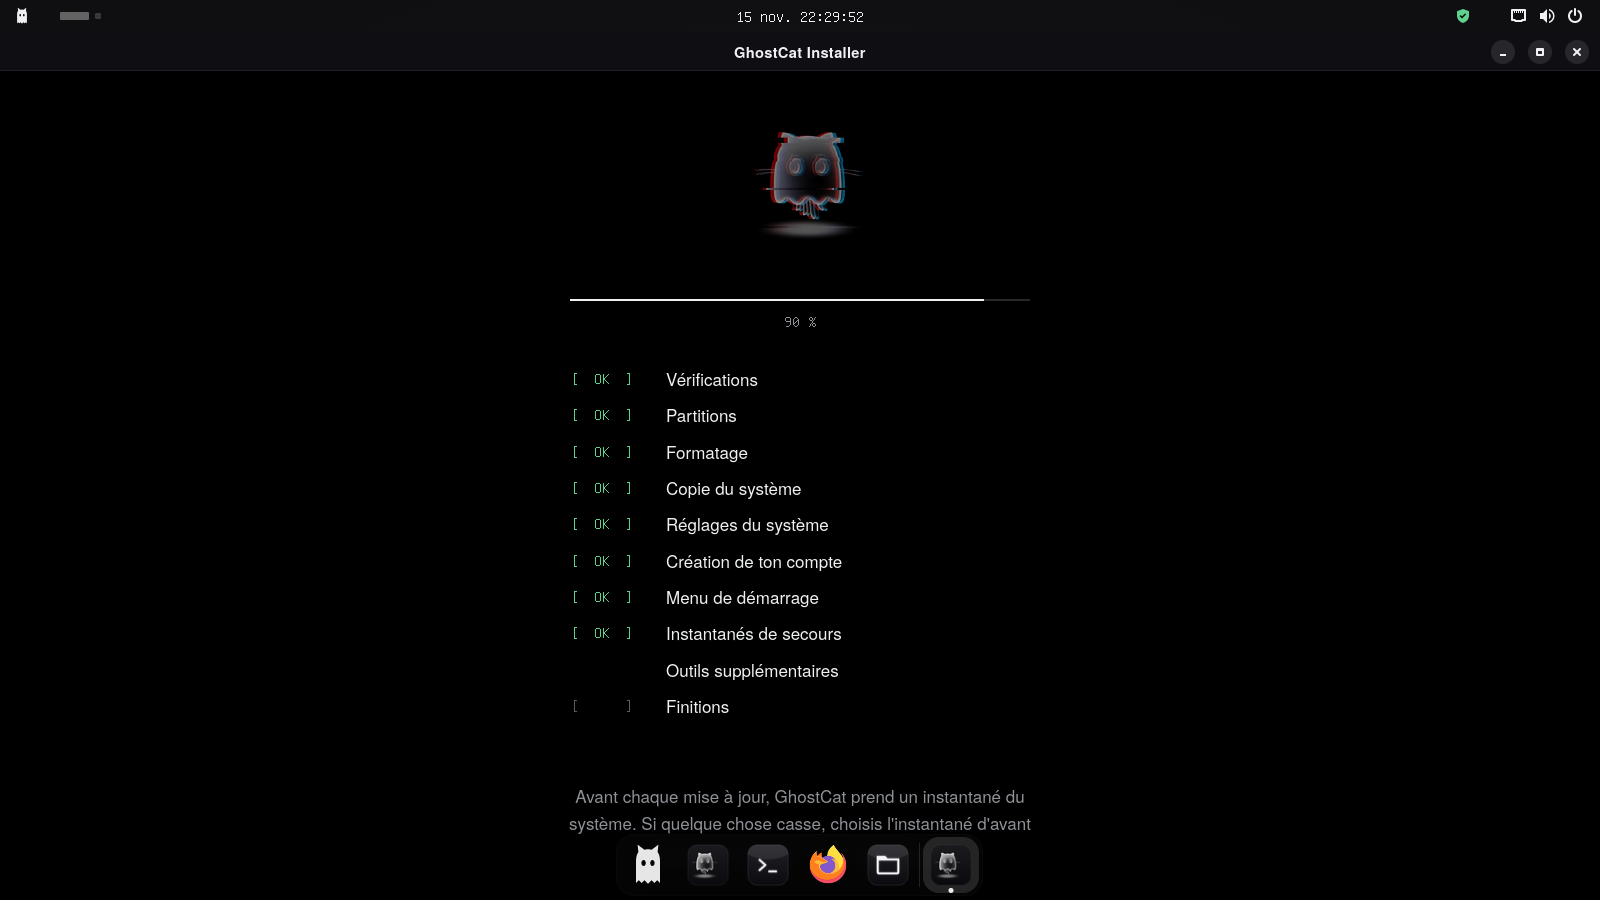 15 nov. 22:29:52
GhostCat Installer
90 %
[ OK ] Vérifications
[ OK ] Partitions
[ OK ] Formatage
[ OK ] Copie du système
[ OK ] Réglages du système
[ OK ] Création de ton compte
[ OK ] Menu de démarrage
[ OK ] Instantanés de secours
Outils supplémentaires
[ ] Finitions
Avant chaque mise à jour, GhostCat prend un instantané du
système. Si quelque chose casse, choisis l'instantané d'avant